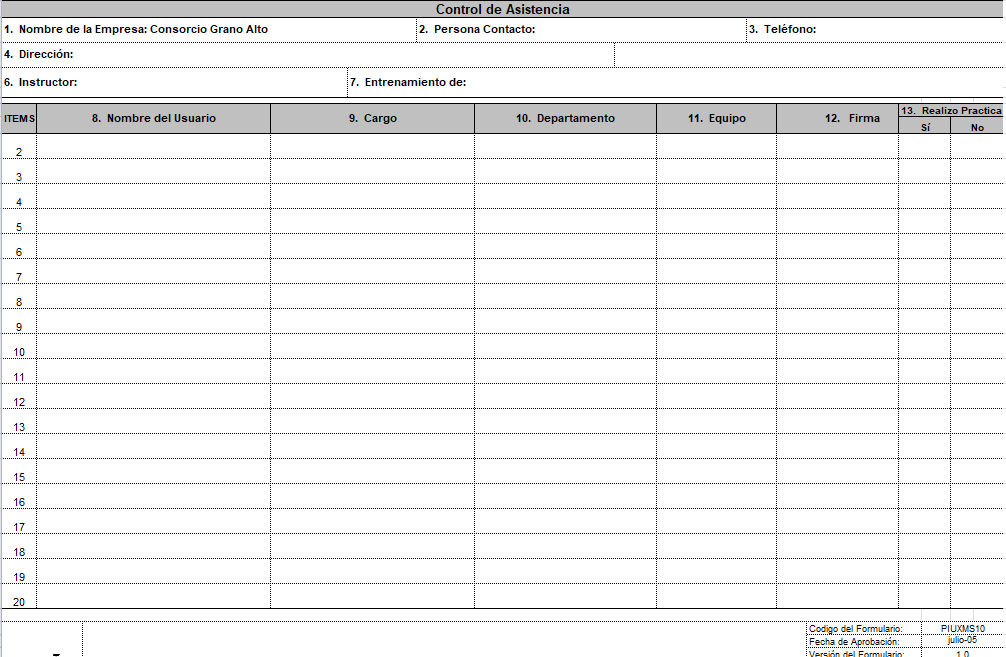 Control de Asistencia
1. Nombre de la Empresa: Consorcio Grano Alto 2. Persona Contacto: 3. Teléfono:
4. Dirección:
6. Instructor: 7. Entrenamiento de:
ITEMS 8. Nombre del Usuario 9. Cargo 10. Departamento 11. Equipo 12. Firma 13. Realizo Practica
Sí No
2
3
4
5
6
7
8
9
10
11
12
13
14
15
16
17
18
19
20
Codigo del Formulario: PIUXMS10
Fecha de Aprobación: julio-05
Versión del Formulario: 1.0